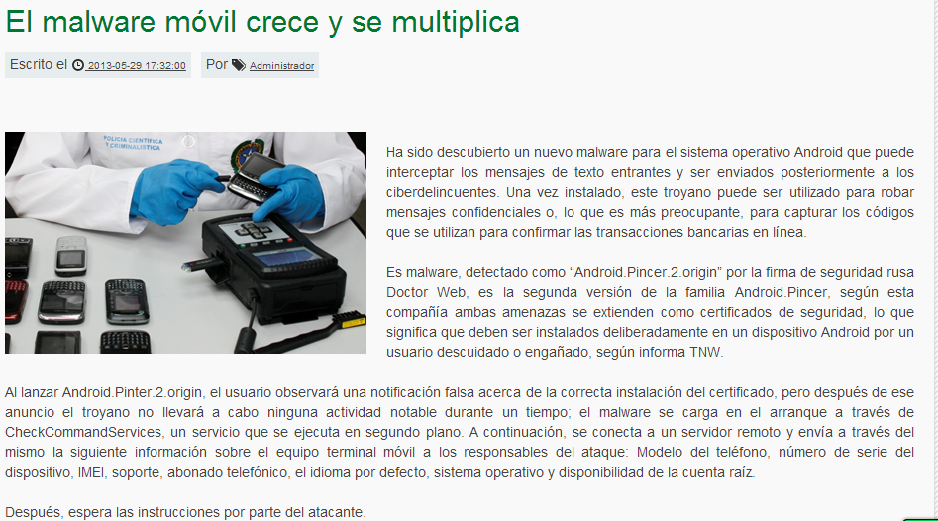 El malware móvil crece y se multiplica
Escrito el 2013-05-29 17:32:00 Por Acministrador
POLICIA CIENTIFICA
Y CRIMINALISTICA
Ha sido descubierto un nuevo malware para el sistema operativo Android que puede
interceptar los mensajes de texto entrantes y ser enviados posteriormente a los
ciberdelincuentes. Una vez instalado, este troyano puede ser utilizado para robar
mensajes confidenciales o, lo que es más preocupante, para capturar los códigos
que se utilizan para confirmar las transacciones bancarias en línea.
Es malware, detectado como ‘Android.Pincer.2.origin” por la firma de seguridad rusa
Doctor Web, es la segunda versión de la familia Android.Pincer, según esta
compañía ambas amenazas se extienden como certificados de seguridad, lo que
significa que deben ser instalados deliberadamente en un dispositivo Android por un
usuario descuidado o engañado, según informa TNW.
Al lanzar Android.Pinter.2.origin, el usuario observará una notificación falsa acerca de la correcta instalación del certificado, pero después de ese
anuncio el troyano no llevará a cabo ninguna actividad notable durante un tiempo; el malware se carga en el arranque a través de
CheckCommandServices, un servicio que se ejecuta en segundo plano. A continuación, se conecta a un servidor remoto y envía a través del
mismo la siguiente información sobre el equipo terminal móvil a los responsables del ataque: Modelo del teléfono, número de serie del
dispositivo, IMEI, soporte, abonado telefónico, el idioma por defecto, sistema operativo y disponibilidad de la cuenta raíz.
Después, espera las instrucciones por parte del atacante.